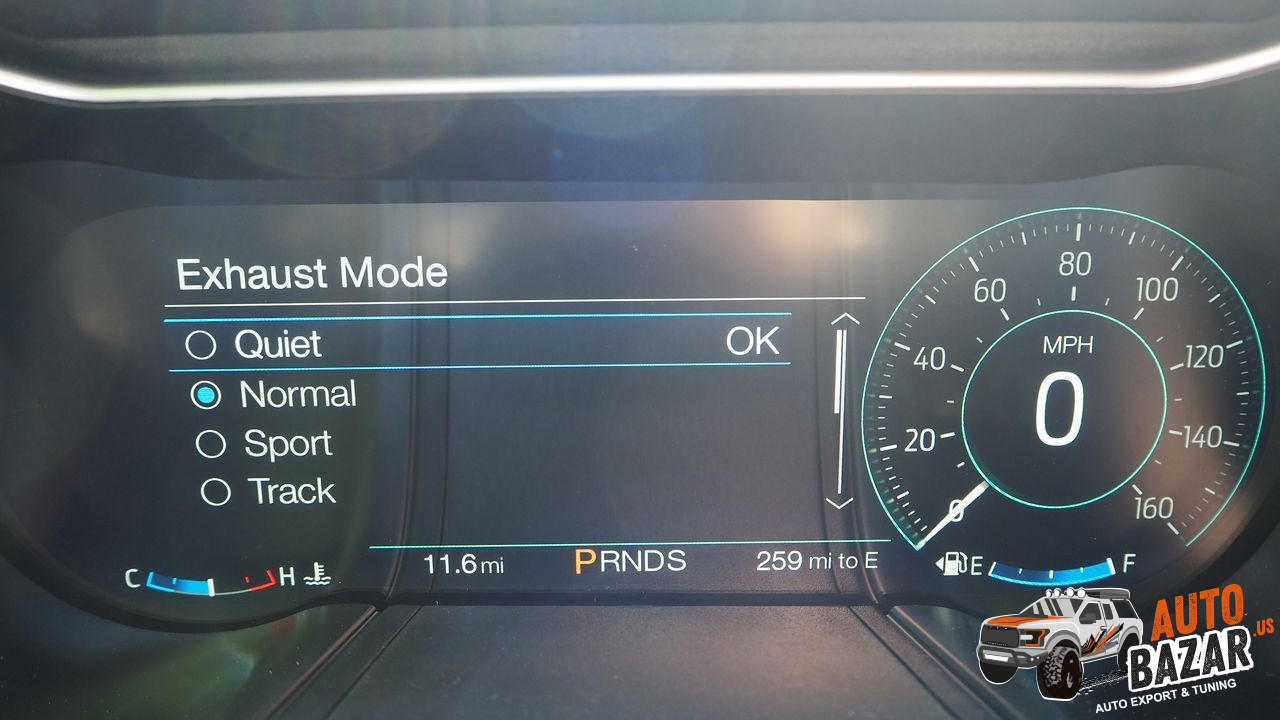 Exhaust Mode
Quiet OK
Normal
Sport
Track
C H
11.6 mi PRNDS 259 mi to E
0 20 40 60 80 100 120 140 160
MPH
0
E F
AUTO
BAZAR.US
AUTO EXPORT & TUNING